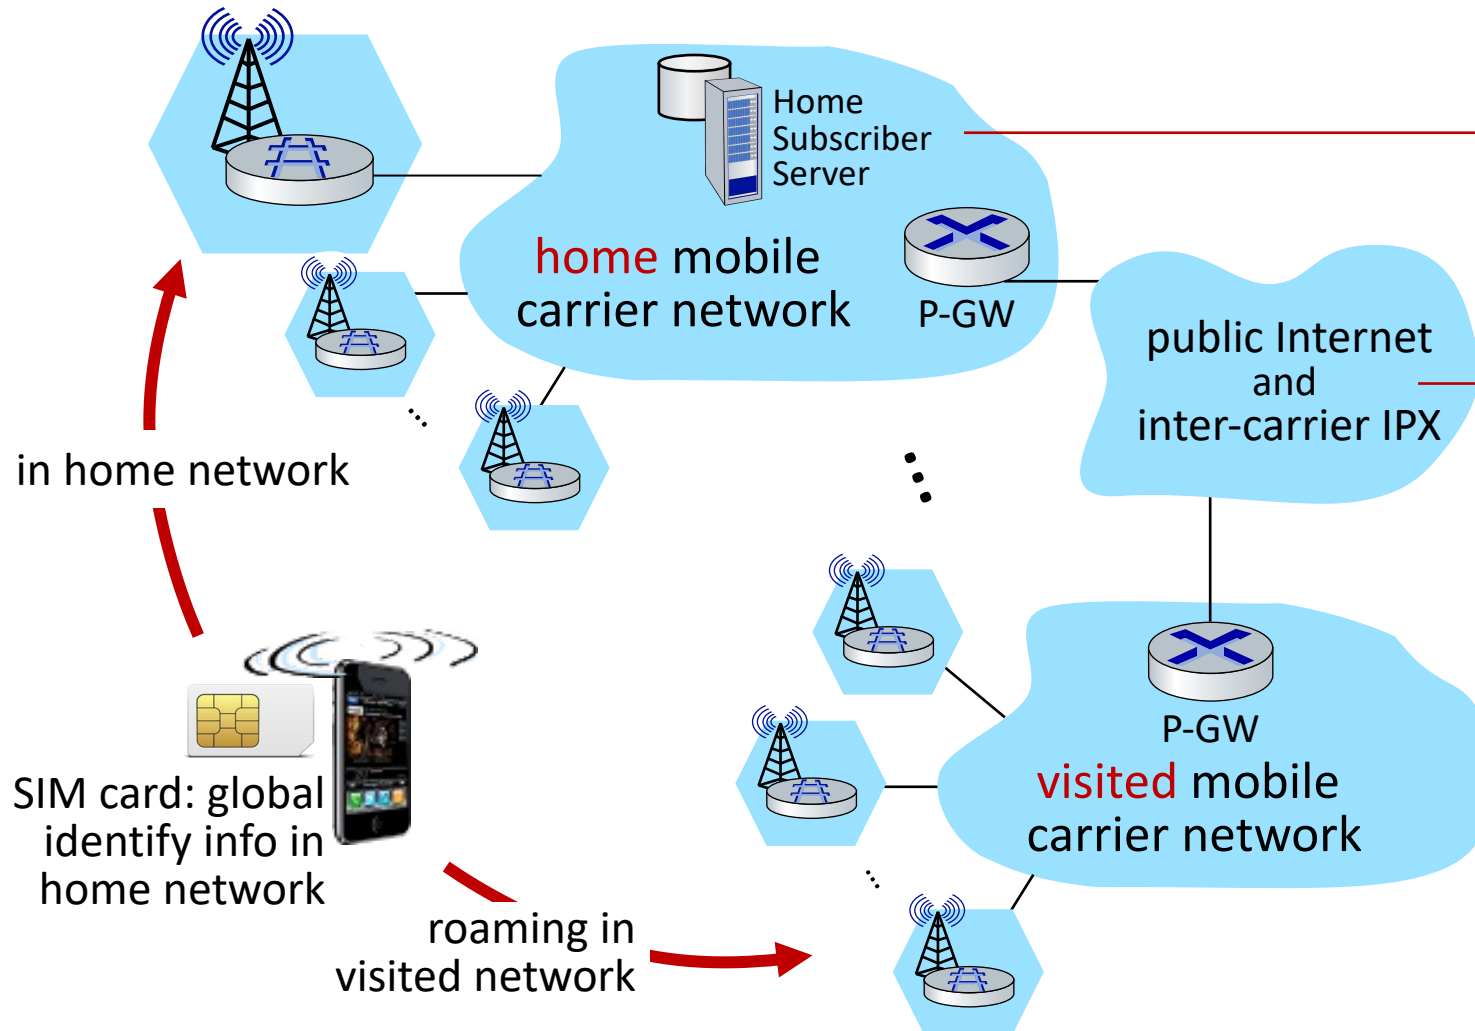 Home
Subscriber
Server
home mobile
carrier network
P-GW
public Internet
and
inter-carrier IPX
in home network
P-GW
visited mobile
carrier network
SIM card: global
identify info in
home network
roaming in
visited network